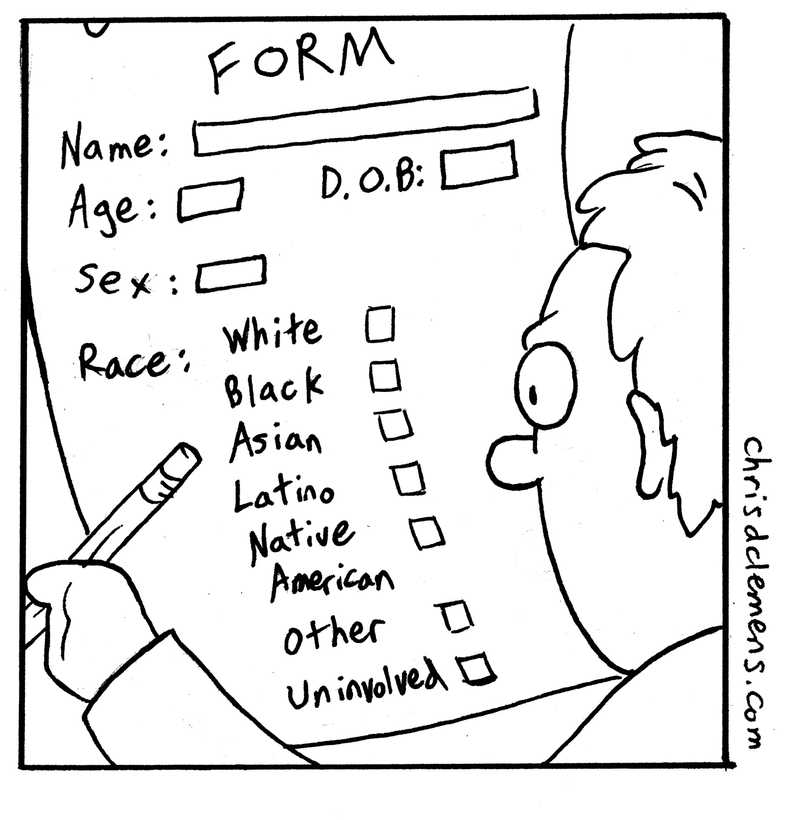 FORM
Name:
Age: D.O.B:
Sex:
Race: White
Black
Asian
Latino
Native
American
Other
Uninvolved
chrisdclemens.com